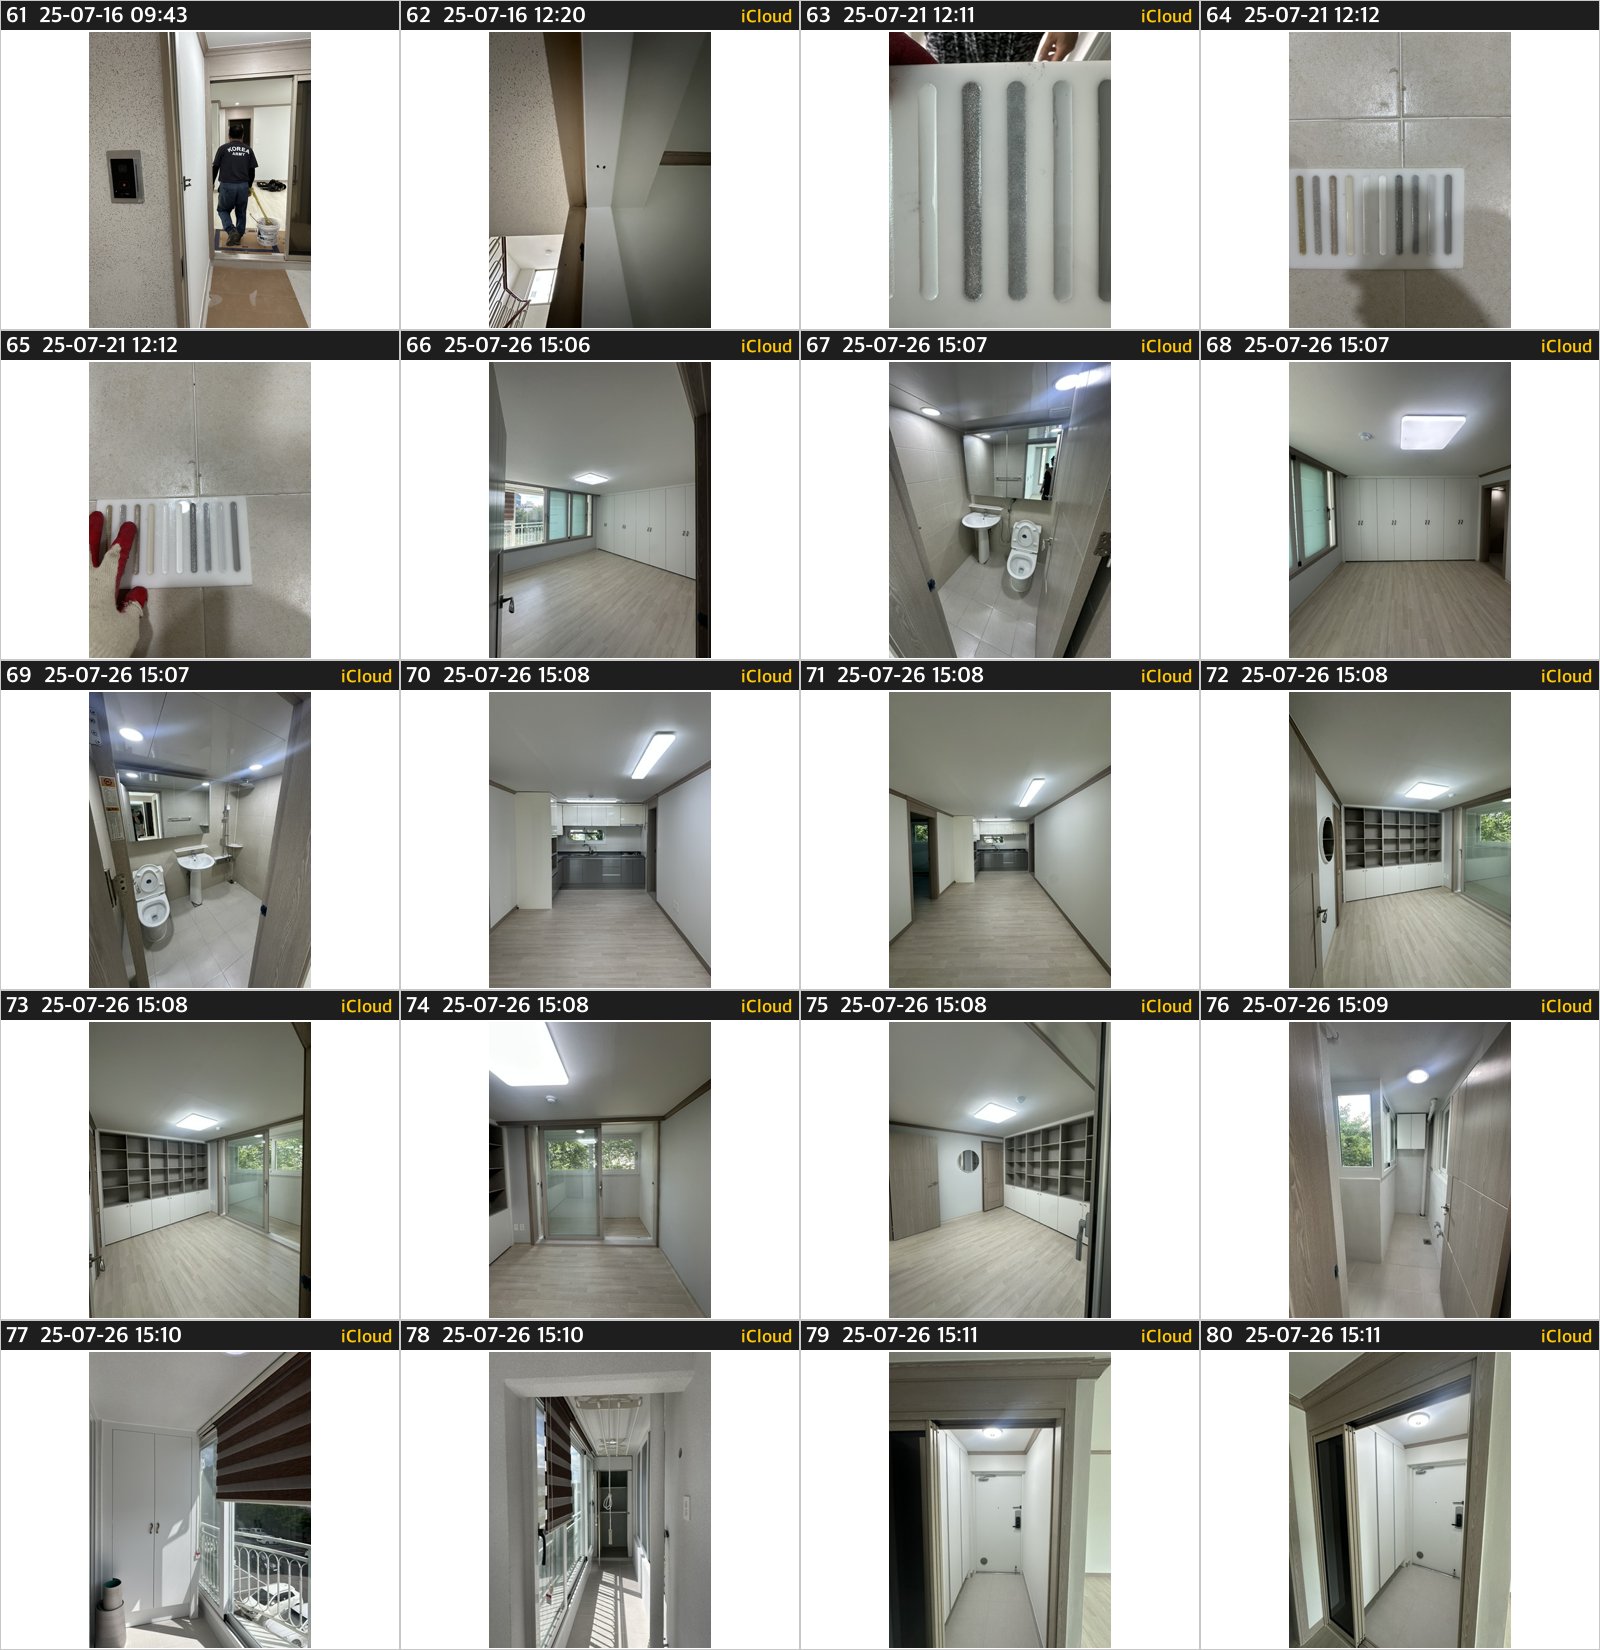 61 25-07-16 09:43
62 25-07-16 12:20 iCloud
63 25-07-21 12:11 iCloud
64 25-07-21 12:12
KOREA
ARMY
65 25-07-21 12:12
66 25-07-26 15:06 iCloud
67 25-07-26 15:07 iCloud
68 25-07-26 15:07 iCloud
69 25-07-26 15:07 iCloud
70 25-07-26 15:08 iCloud
71 25-07-26 15:08 iCloud
72 25-07-26 15:08 iCloud
73 25-07-26 15:08 iCloud
74 25-07-26 15:08 iCloud
75 25-07-26 15:08 iCloud
76 25-07-26 15:09 iCloud
77 25-07-26 15:10 iCloud
78 25-07-26 15:10 iCloud
79 25-07-26 15:11 iCloud
80 25-07-26 15:11 iCloud